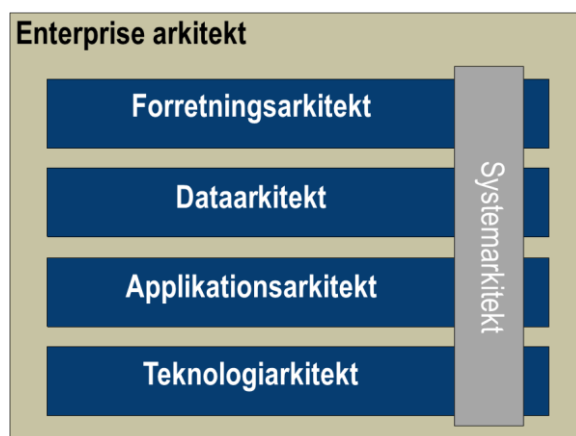 Enterprise arkitekt
Forretningsarkitekt
Dataarkitekt
Applikationsarkitekt
Teknologiarkitekt
Systemarkitekt